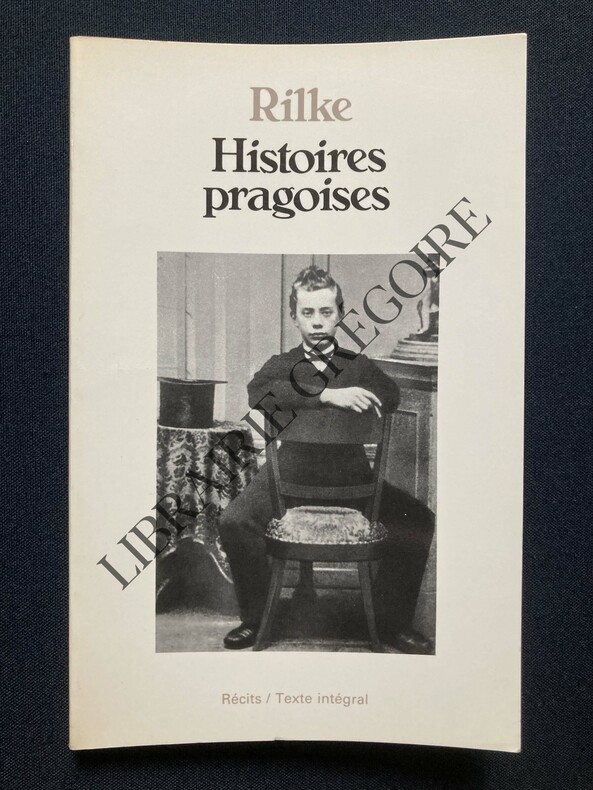 Rilke
Histoires
pragoises
LIBRAIRIE GREGOIRE
Récits / Texte intégral